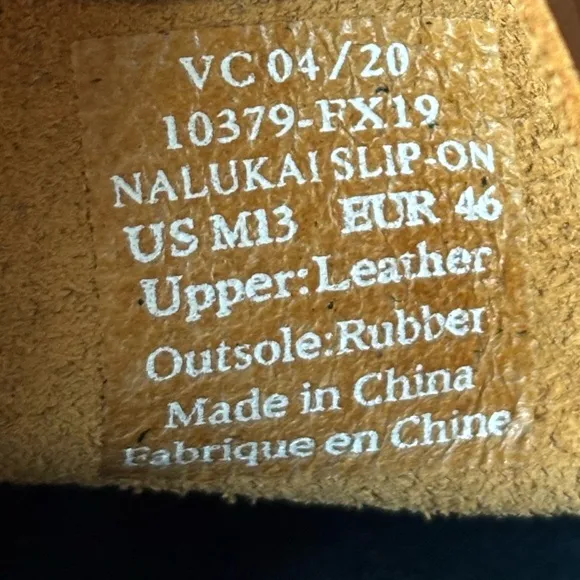 VC 04/20
10379-FX19
NALUKAI SLIP-ON
US M13 EUR 46
Upper:Leather
Outsole:Rubber
Made in China
Fabrique en Chine